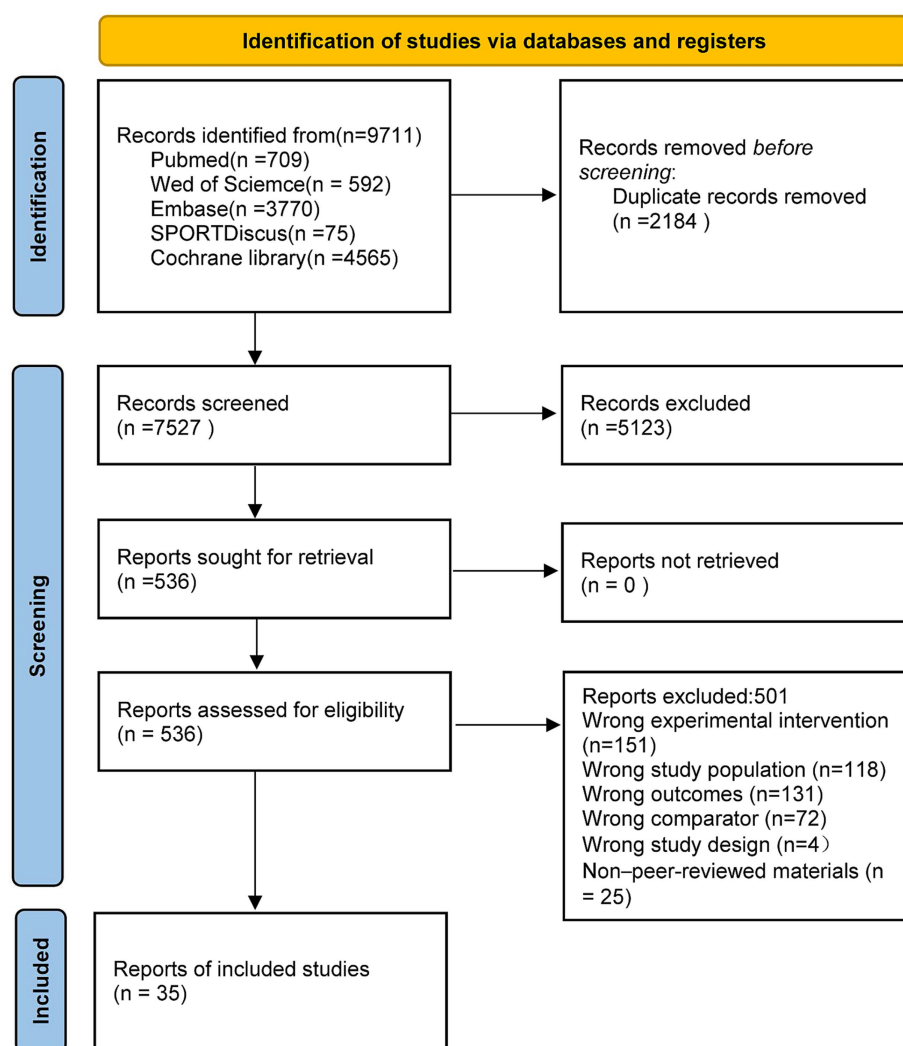 Identification of studies via databases and registers
Identification
Records identified from(n=9711)
Pubmed(n =709)
Wed of Sciemce(n = 592)
Embase(n =3770)
SPORTDiscus(n =75)
Cochrane library(n =4565)
Records removed before
screening:
Duplicate records removed
(n =2184 )
Screening
Records screened
(n =7527 )
Records excluded
(n =5123)
Reports sought for retrieval
(n =536)
Reports not retrieved
(n = 0 )
Reports assessed for eligibility
(n = 536)
Reports excluded:501
Wrong experimental intervention
(n=151)
Wrong study population (n=118)
Wrong outcomes (n=131)
Wrong comparator (n=72)
Wrong study design (n=4）
Non–peer-reviewed materials (n
= 25)
Included
Reports of included studies
(n = 35)